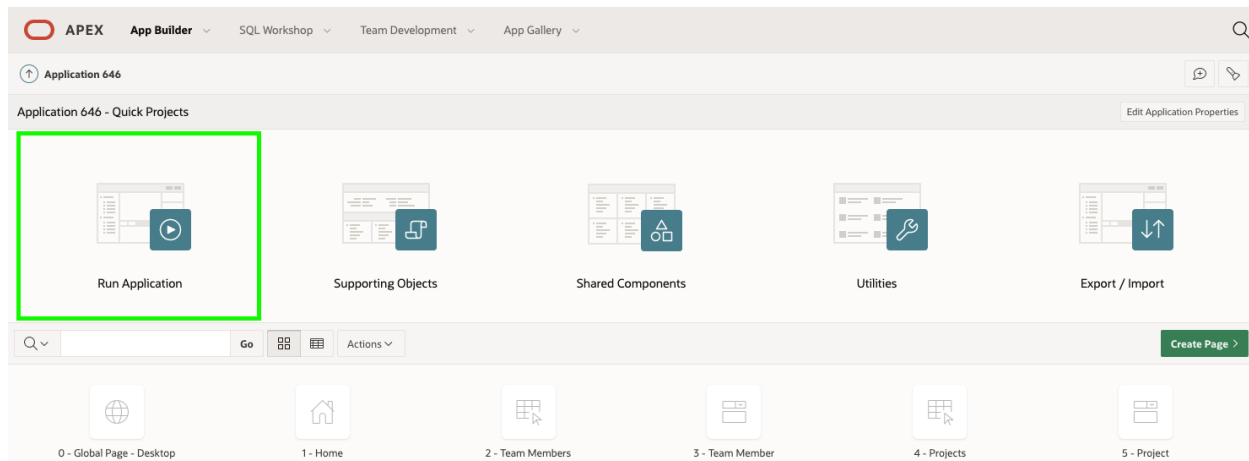 APEX App Builder SQL Workshop Team Development App Gallery
Application 646
Application 646 - Quick Projects Edit Application Properties
Run Application Supporting Objects Shared Components Utilities Export / Import
Go Actions Create Page >
0 - Global Page - Desktop 1 - Home 2 - Team Members 3 - Team Member 4 - Projects 5 - Project